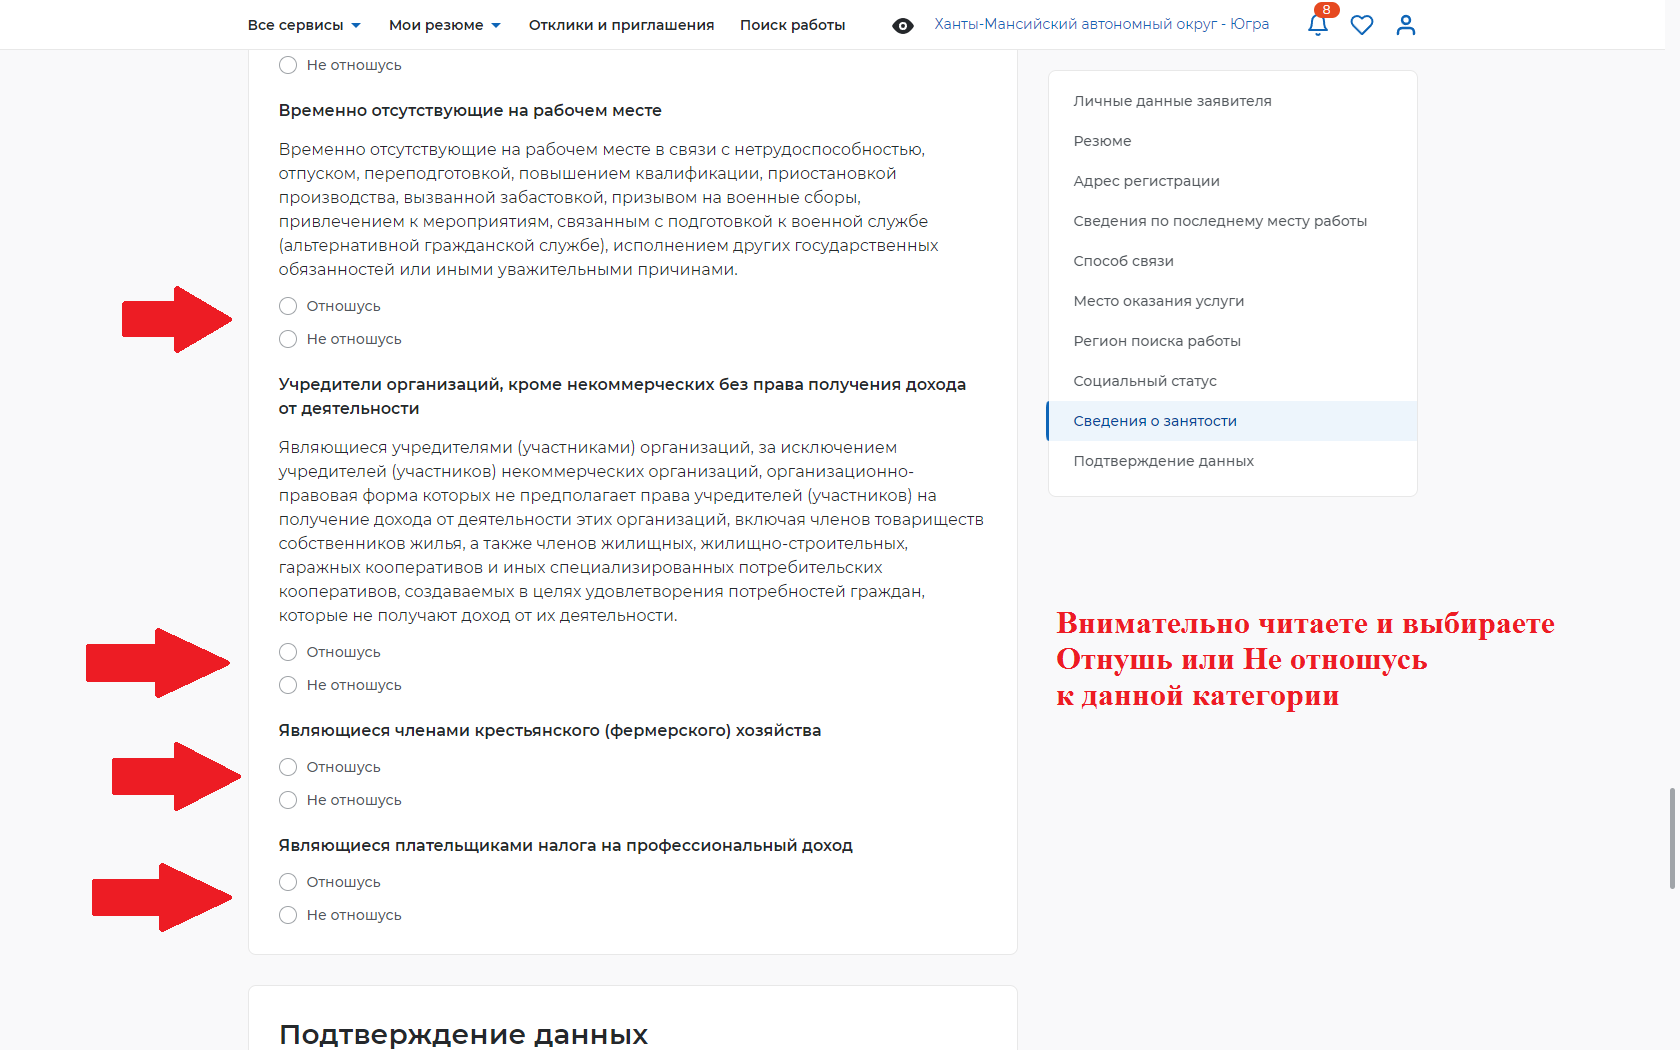 Все сервисы
Мои резюме
Отклики и приглашения
Поиск работы
Ханты-Мансийский автономный округ - Югра
8
Не отношусь
Временно отсутствующие на рабочем месте
Временно отсутствующие на рабочем месте в связи с нетрудоспособностью,
отпуском, переподготовкой, повышением квалификации, приостановкой
производства, вызванной забастовкой, призывом на военные сборы,
привлечением к мероприятиям, связанным с подготовкой к военной службе
(альтернативной гражданской службе), исполнением других государственных
обязанностей или иными уважительными причинами.
Отношусь
Не отношусь
Учредители организаций, кроме некоммерческих без права получения дохода
от деятельности
Являющиеся учредителями (участниками) организаций, за исключением
учредителей (участников) некоммерческих организаций, организационно-
правовая форма которых не предполагает права учредителей (участников) на
получение дохода от деятельности этих организаций, включая членов товариществ
собственников жилья, а также членов жилищных, жилищно-строительных,
гаражных кооперативов и иных специализированных потребительских
кооперативов, создаваемых в целях удовлетворения потребностей граждан,
которые не получают доход от их деятельности.
Отношусь
Не отношусь
Являющиеся членами крестьянского (фермерского) хозяйства
Отношусь
Не отношусь
Являющиеся плательщиками налога на профессиональный доход
Отношусь
Не отношусь
Подтверждение данных
Личные данные заявителя
Резюме
Адрес регистрации
Сведения по последнему месту работы
Способ связи
Место оказания услуги
Регион поиска работы
Социальный статус
Сведения о занятости
Подтверждение данных
Внимательно читаете и выбираете
Отнушь или Не отношусь
к данной категории